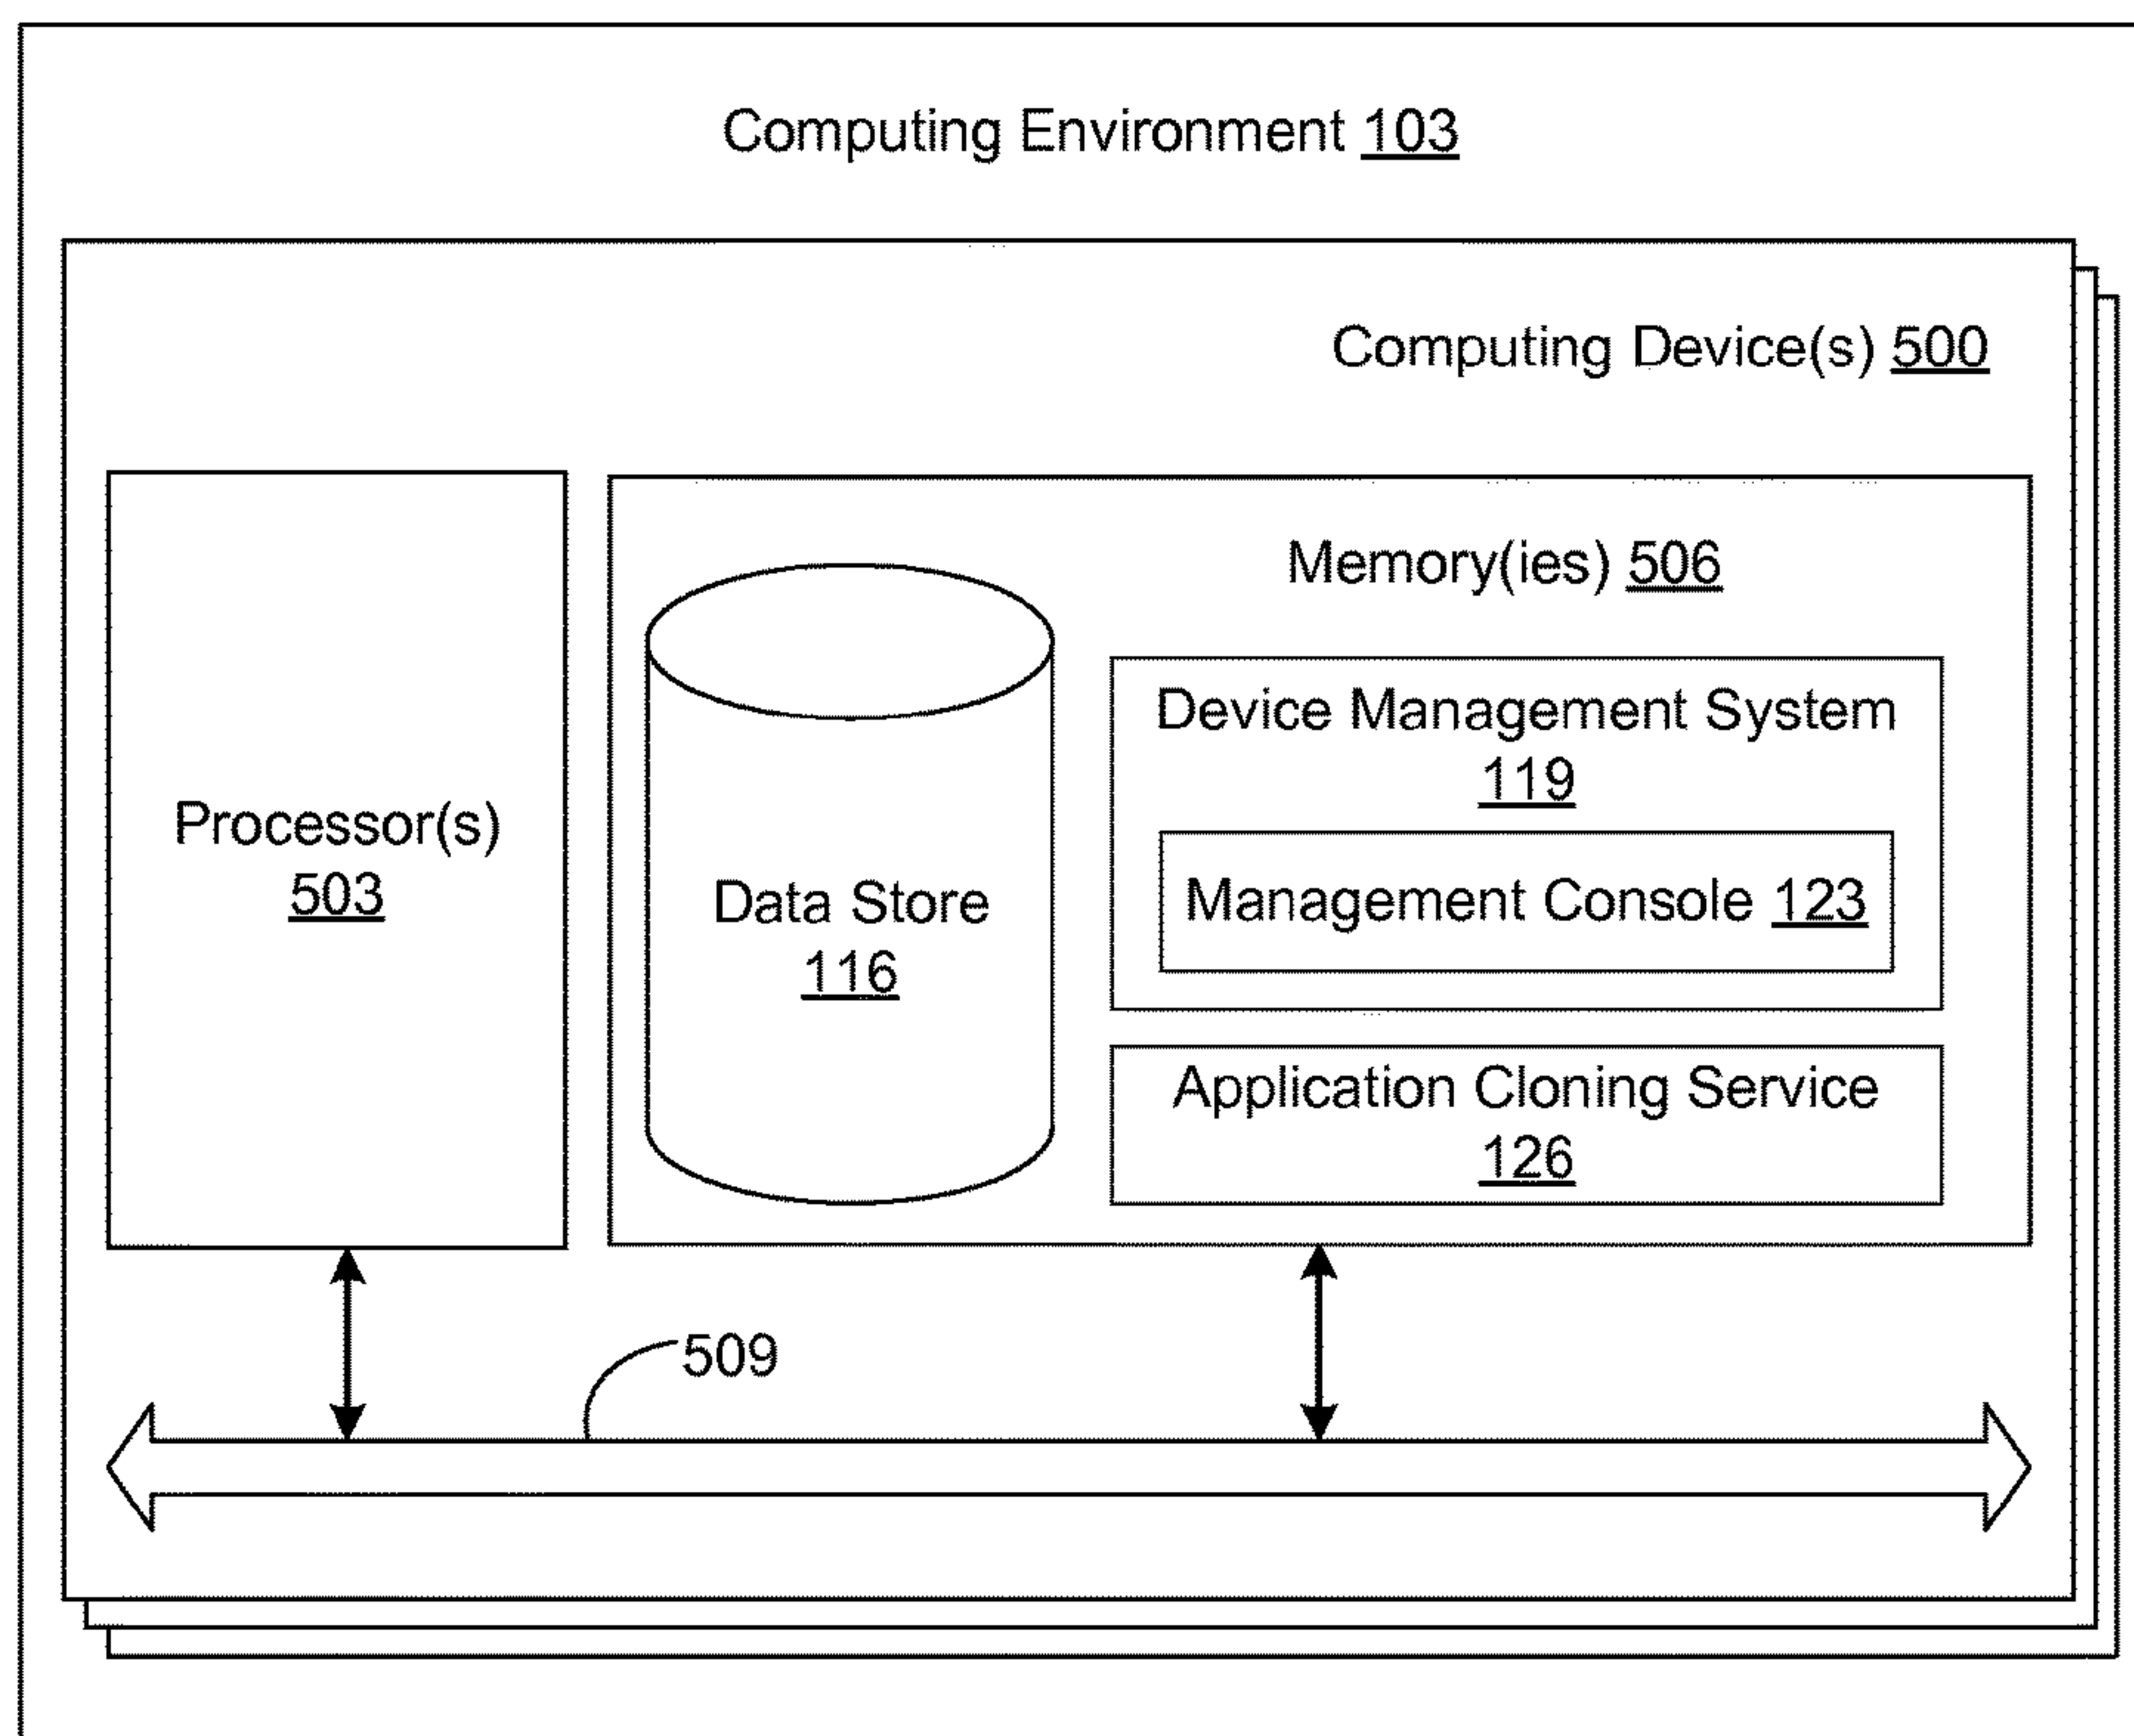 Computing Environment 103
Computing Device(s) 500
Memory(ies) 506
Device Management System
119
Management Console 123
Processor(s)
503
Data Store
116
Application Cloning Service
126
509